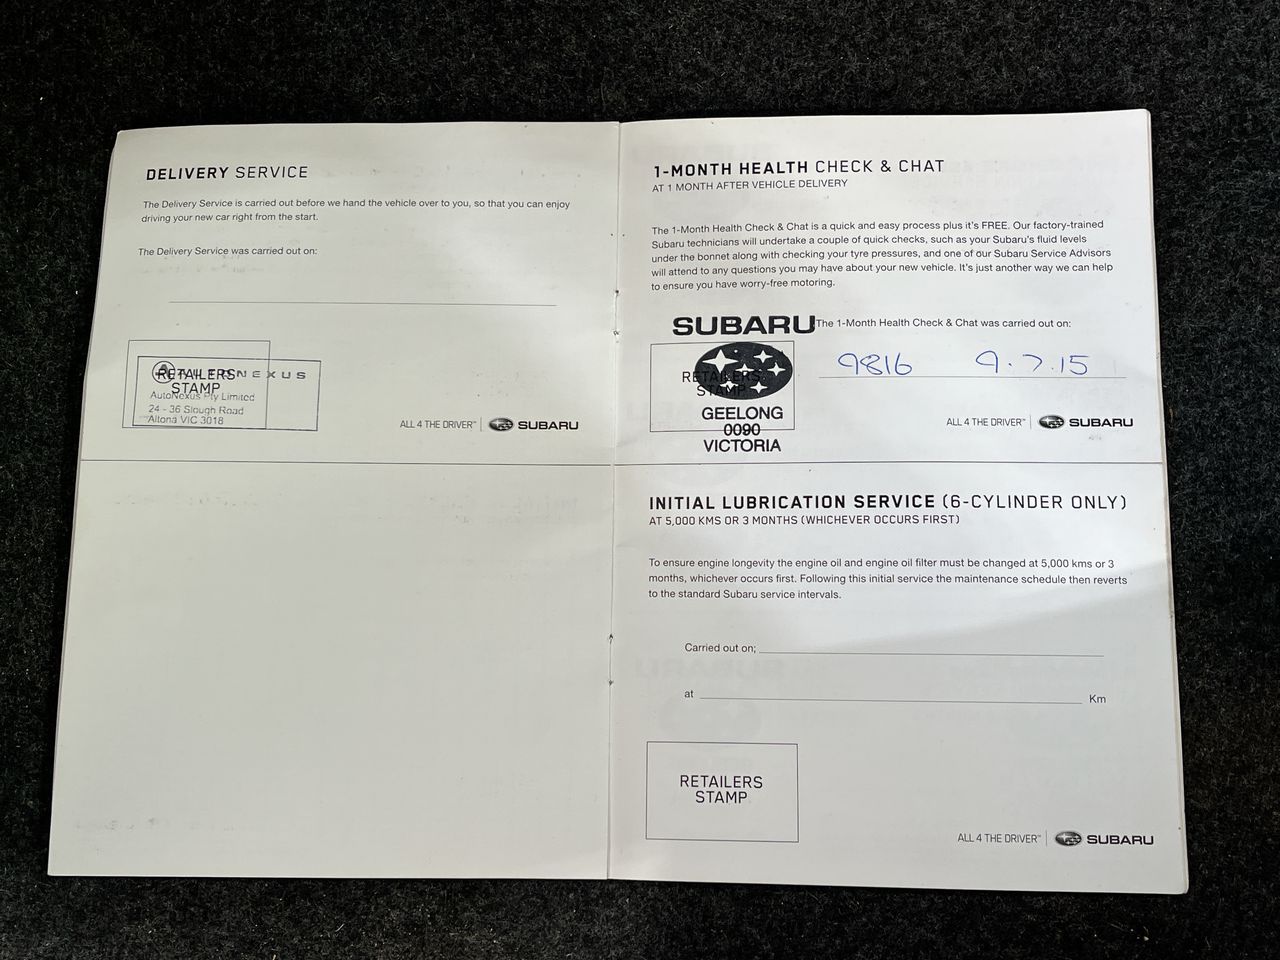 DELIVERY SERVICE
The Delivery Service is carried out before we hand the vehicle over to you, so that you can enjoy
driving your new car right from the start.
The Delivery Service was carried out on:
RETAILERS
STAMP
NEXUS
AutoNexus Pty Limited
24 - 36 Slough Road
Altona VIC 3018
ALL 4 THE DRIVER™ SUBARU
1-MONTH HEALTH CHECK & CHAT
AT 1 MONTH AFTER VEHICLE DELIVERY
The 1-Month Health Check & Chat is a quick and easy process plus it's FREE. Our factory-trained
Subaru technicians will undertake a couple of quick checks, such as your Subaru's fluid levels
under the bonnet along with checking your tyre pressures, and one of our Subaru Service Advisors
will attend to any questions you may have about your new vehicle. It's just another way we can help
to ensure you have worry-free motoring.
SUBARU
The 1-Month Health Check & Chat was carried out on:
9816 9.7.15
RETAILERS
STAMP
GEELONG
0090
VICTORIA
ALL 4 THE DRIVER™ SUBARU
INITIAL LUBRICATION SERVICE (6-CYLINDER ONLY)
AT 5,000 KMS OR 3 MONTHS (WHICHEVER OCCURS FIRST)
To ensure engine longevity the engine oil and engine oil filter must be changed at 5,000 kms or 3
months, whichever occurs first. Following this initial service the maintenance schedule then reverts
to the standard Subaru service intervals.
Carried out on;
at Km
RETAILERS
STAMP
ALL 4 THE DRIVER™ SUBARU